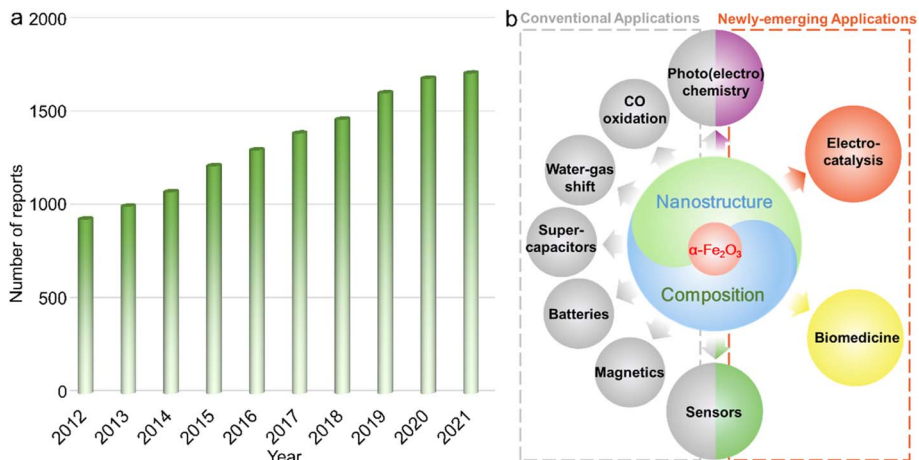 a
2000
1500
1000
500
0
Number of reports
2012
2013
2014
2015
2016
2017
2018
2019
2020
2021
Year
b
Conventional Applications
Newly-emerging Applications
Photo(electro)
chemistry
CO
oxidation
Water-gas
shift
Super-
capacitors
Batteries
Magnetics
Sensors
Electro-
catalysis
Biomedicine
Nanostructure
α-Fe₂O₃
Composition